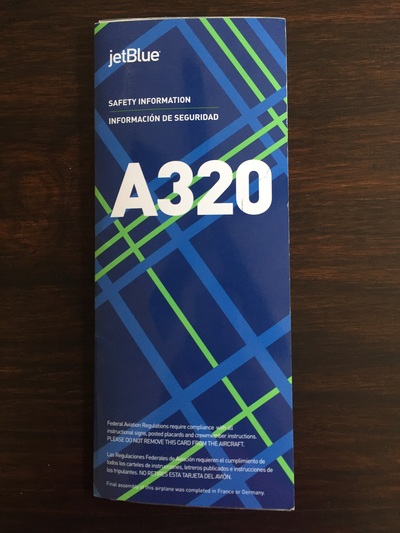 jetBlue
SAFETY INFORMATION
INFORMACIÓN DE SEGURIDAD
A320
Federal Aviation Regulations require compliance with all
instructional signs, posted placards and crewmember instructions.
PLEASE DO NOT REMOVE THIS CARD FROM THE AIRCRAFT.
Las Regulaciones Federales de Aviación requieren el cumplimiento de
todos los carteles de instrucciones, letreros publicados e instrucciones de
los tripulantes. NO RETIRES ESTA TARJETA DEL AVIÓN.
Final assembly of this airplane was completed in France or Germany.